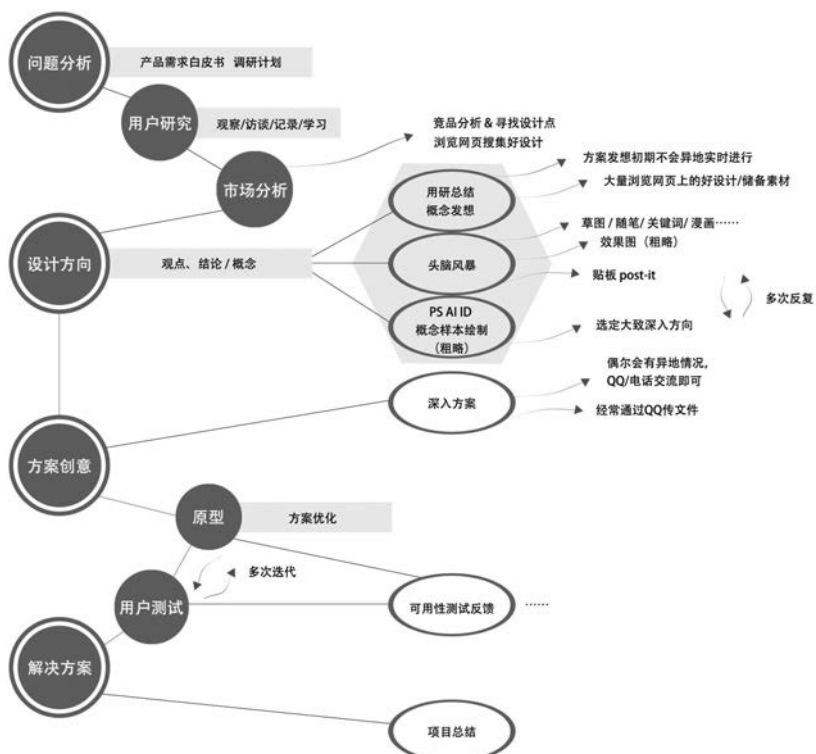 问题分析
产品需求白皮书 调研计划
用户研究
观察/访谈/记录/学习
市场分析
竞品分析 & 寻找设计点
浏览网页搜集好设计
设计方向
观点、结论 / 概念
用研总结
概念发想
方案发想初期不会异地实时进行
大量浏览网页上的好设计/储备素材
头脑风暴
草图 / 随笔/ 关键词/ 漫画……
效果图（粗略）
贴板 post-it
多次反复
PS AI ID
概念样本绘制
（粗略）
选定大致深入方向
深入方案
偶尔会有异地情况，
QQ/电话交流即可
经常通过QQ传文件
方案创意
原型
方案优化
多次迭代
用户测试
可用性测试反馈
……
解决方案
项目总结